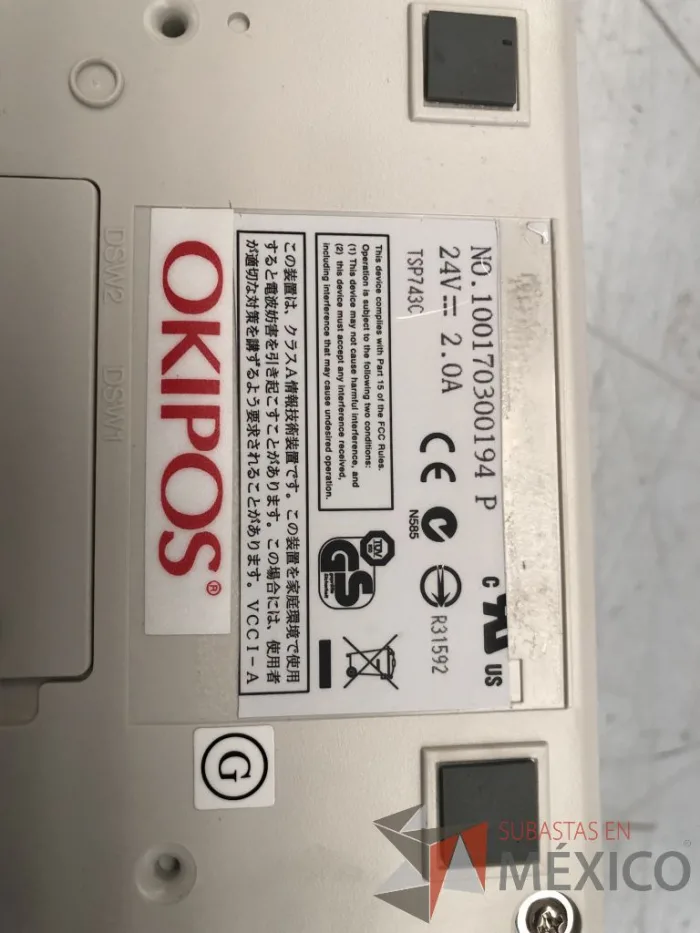 NO.100170300194 P
24V⎓ 2.0A
TSP743C
C US
CE
N585
R31592
This device complies with Part 15 of the FCC Rules.
Operation is subject to the following two conditions:
(1) This device may not cause harmful interference, and
(2) this device must accept any interference received,
including interference that may cause undesired operation.
TÜV
GS
この装置は、クラスA情報技術装置です。この装置を家庭環境で使用
すると電波妨害を引き起こすことがあります。この場合には、使用者
が適切な対策を講ずるよう要求されることがあります。VCCI-A
OKIPOS®
DSW2
DSW1
G
SUBASTAS EN
MÉXICO©